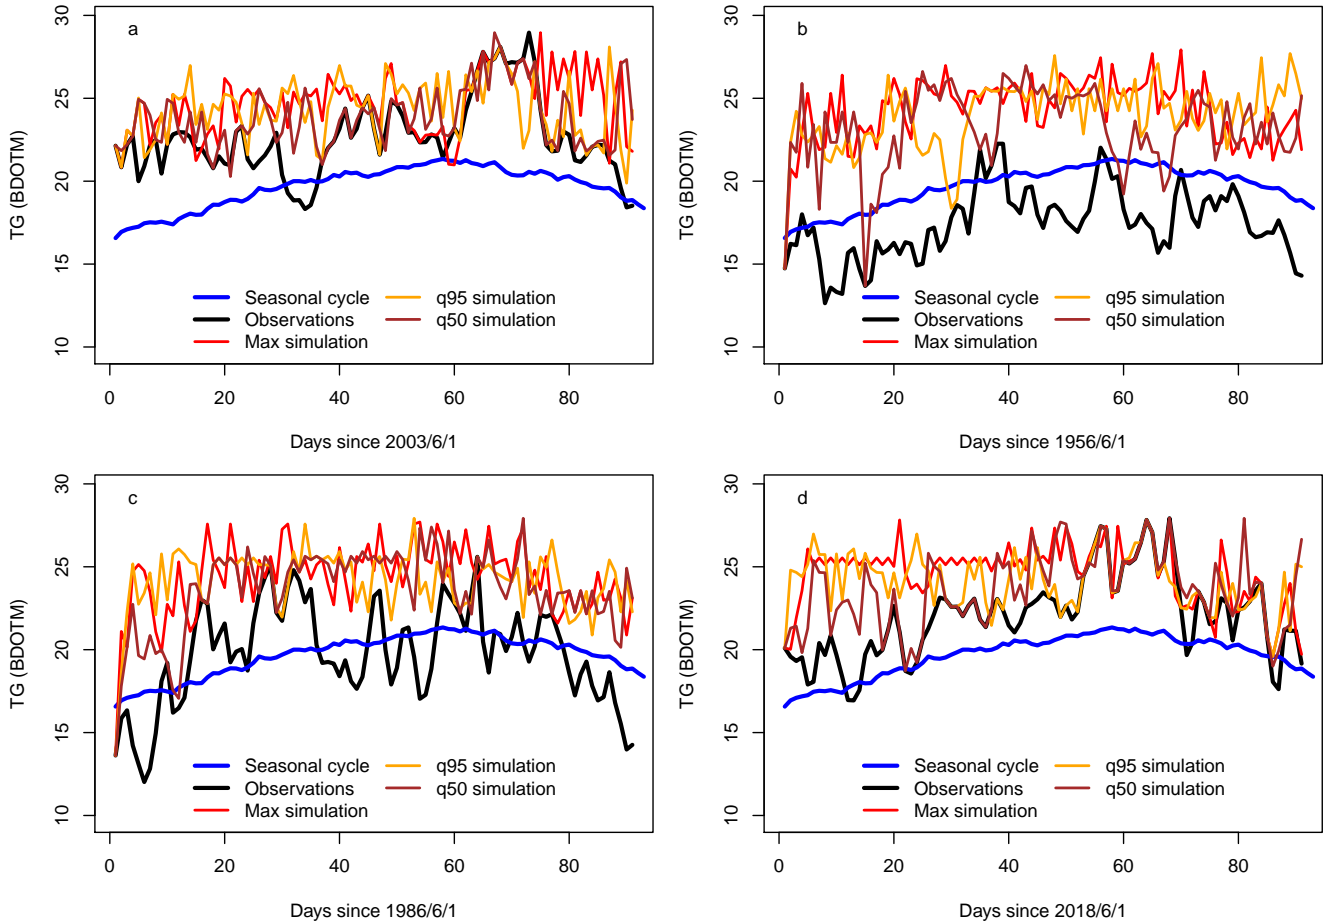 a
TG (BDOTM)
30
25
20
15
10
Seasonal cycle
Observations
Max simulation
q95 simulation
q50 simulation
0 20 40 60 80
Days since 2003/6/1
b
TG (BDOTM)
30
25
20
15
10
Seasonal cycle
Observations
Max simulation
q95 simulation
q50 simulation
0 20 40 60 80
Days since 1956/6/1
c
TG (BDOTM)
30
25
20
15
10
Seasonal cycle
Observations
Max simulation
q95 simulation
q50 simulation
0 20 40 60 80
Days since 1986/6/1
d
TG (BDOTM)
30
25
20
15
10
Seasonal cycle
Observations
Max simulation
q95 simulation
q50 simulation
0 20 40 60 80
Days since 2018/6/1